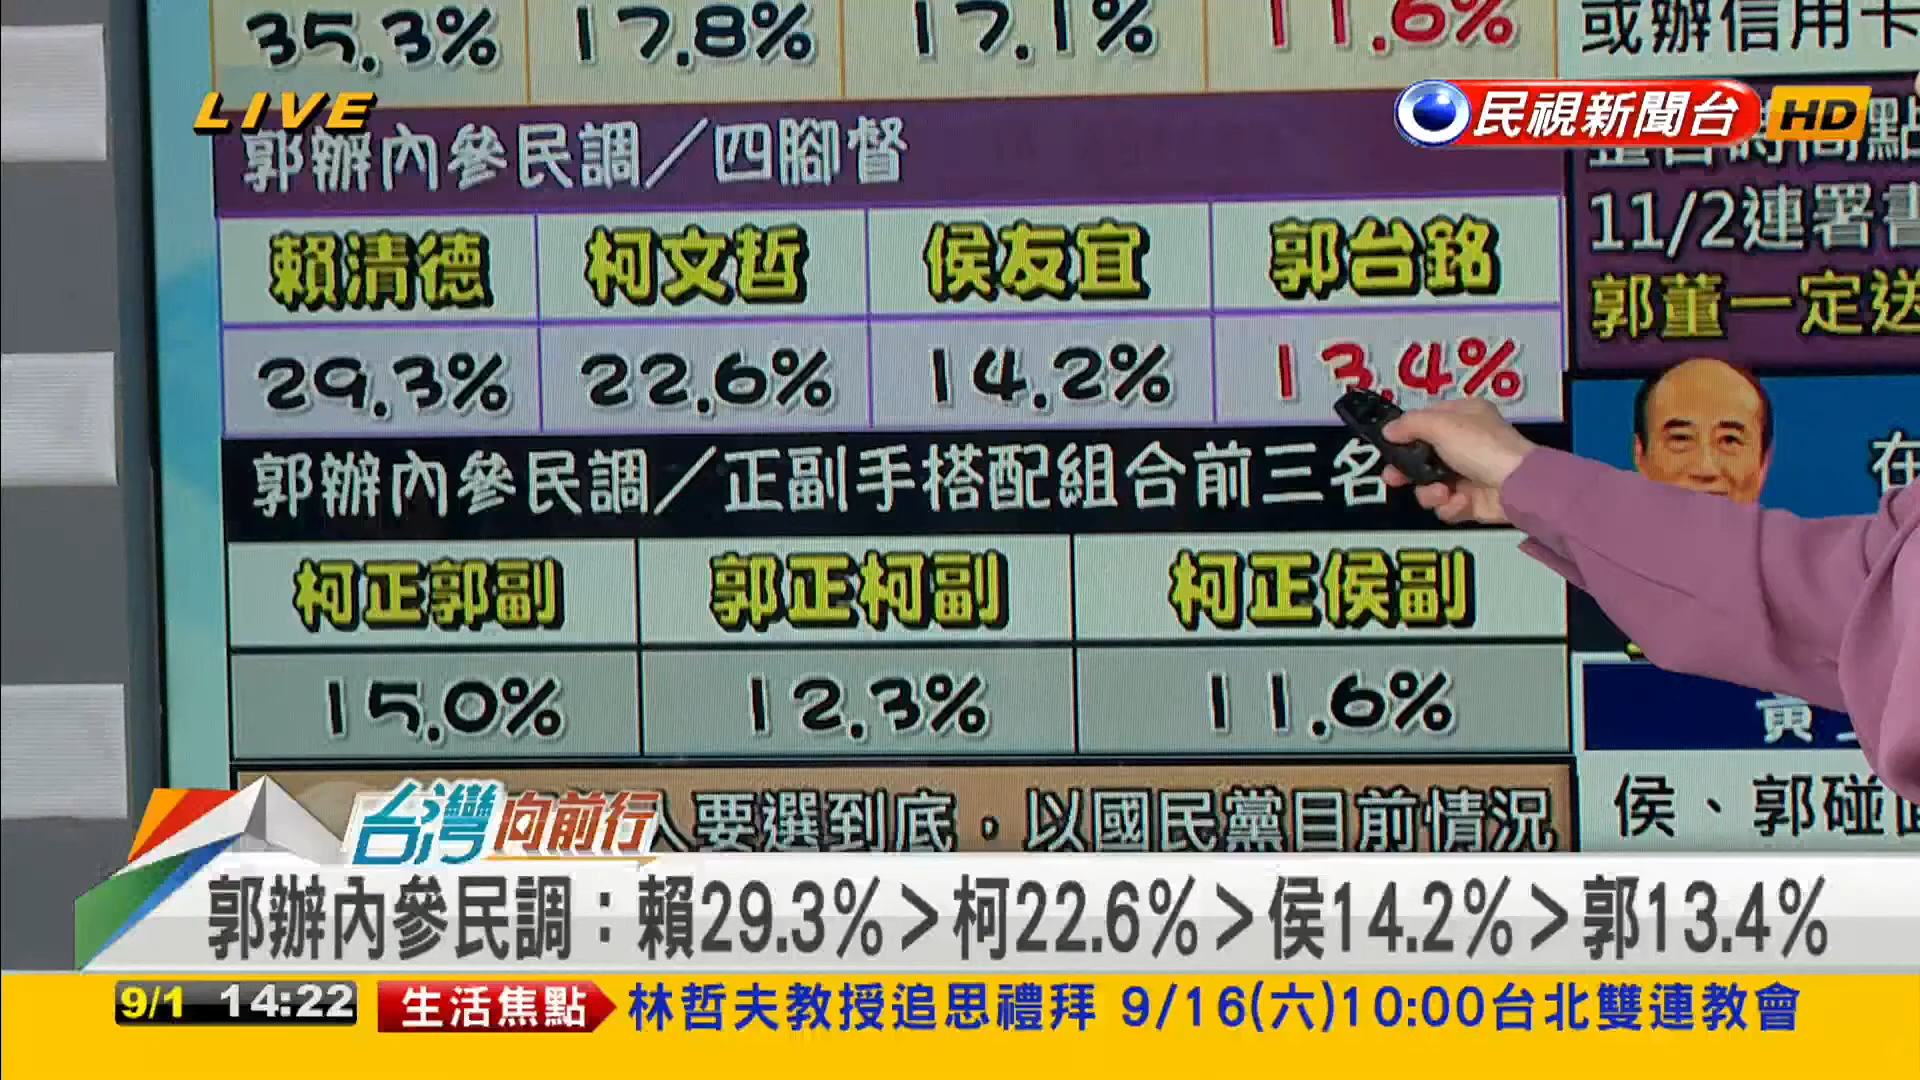 35.3% 17.8% 17.1% 11.6%
或辦信用卡
LIVE
民視新聞台 HD
郭辦內參民調/四腳督
賴清德 柯文哲 侯友宜 郭台銘
29.3% 22.6% 14.2% 13.4%
11/2連署書
郭董一定送
在
郭辦內參民調/正副手搭配組合前三名
柯正郭副 郭正柯副 柯正侯副
15.0% 12.3% 11.6%
人要選到底,以國民黨目前情況
侯、郭碰面
台灣向前行
郭辦內參民調:賴29.3%>柯22.6%>侯14.2%>郭13.4%
9/1 14:22 生活焦點 林哲夫教授追思禮拜 9/16(六)10:00台北雙連教會